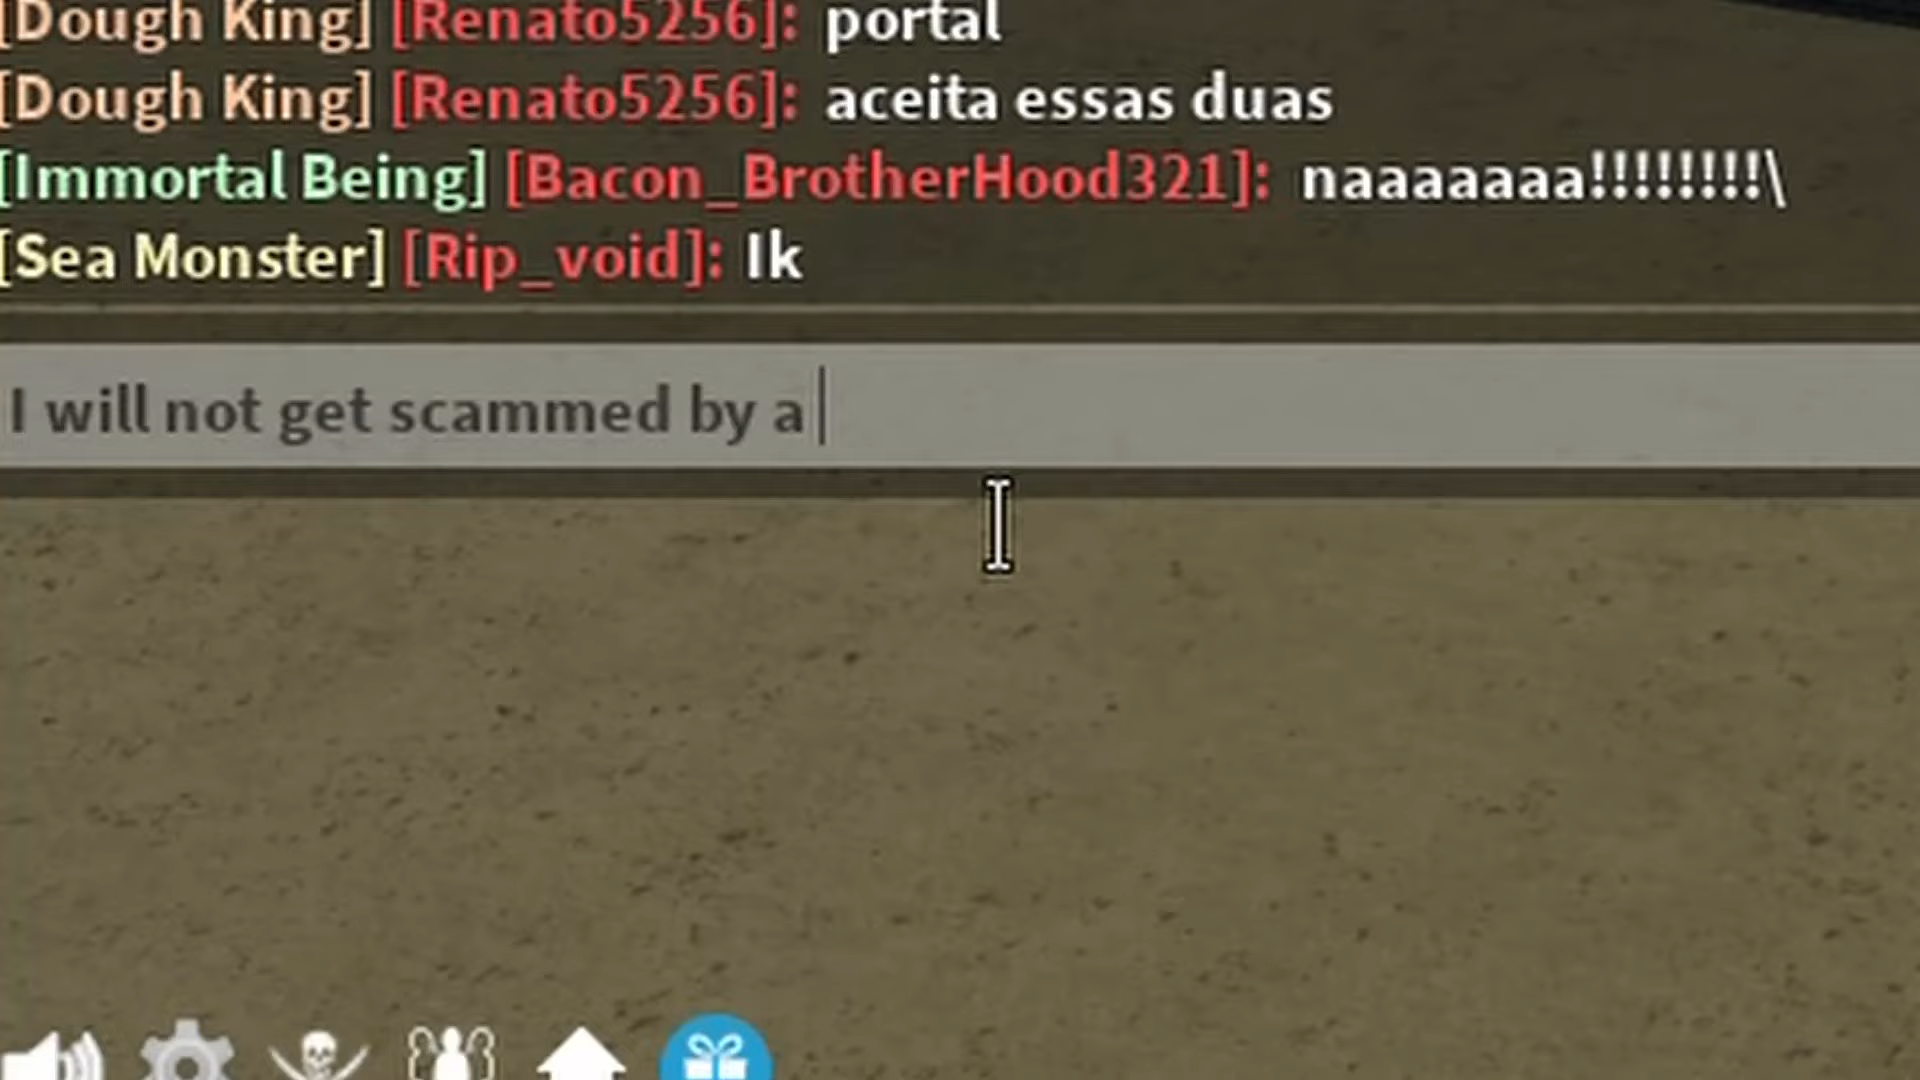 [Dough King] [Renato5256]: portal
[Dough King] [Renato5256]: aceita essas duas
[Immortal Being] [Bacon_BrotherHood321]: naaaaaaa!!!!!!!!\
[Sea Monster] [Rip_void]: Ik
I will not get scammed by a